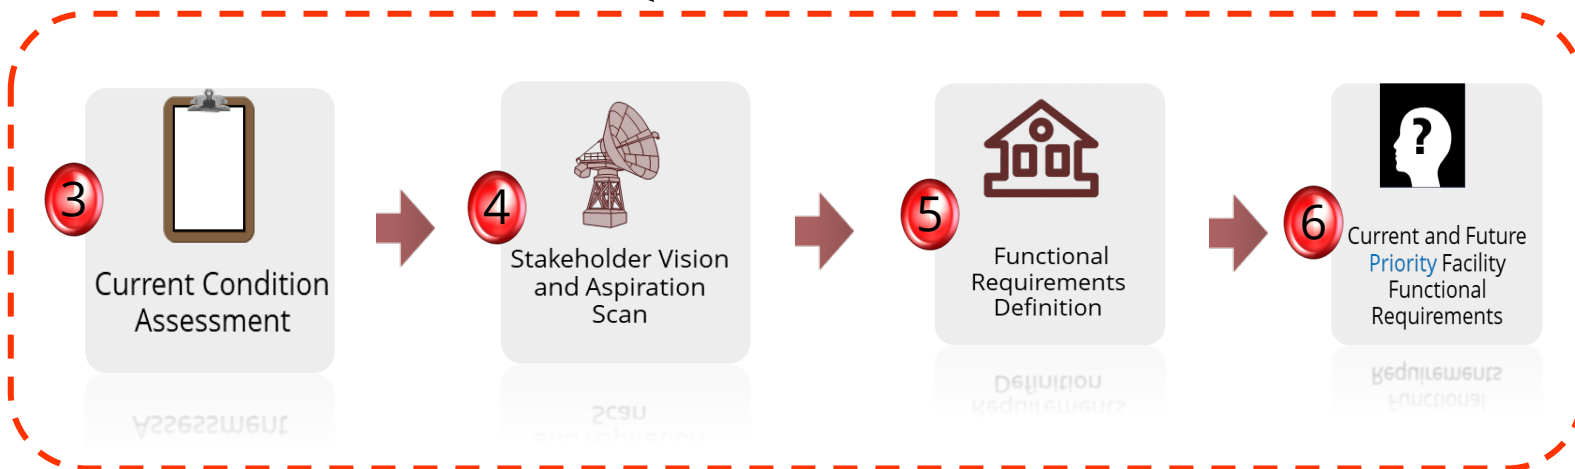 3
Current Condition
Assessment
4
Stakeholder Vision
and Aspiration
Scan
5
Functional
Requirements
Definition
?
6
Current and Future
Priority Facility
Functional
Requirements